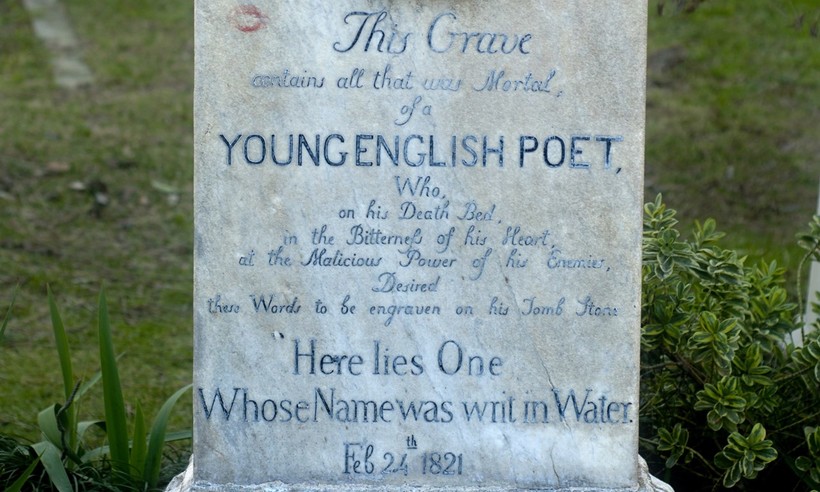 This Grave
contains all that was Mortal,
of a
YOUNG ENGLISH POET,
Who,
on his Death Bed,
in the Bitterneſs of his Heart,
at the Malicious Power of his Enemies,
Desired
these Words to be engraven on his Tomb Stone
"Here lies One
Whose Name was writ in Water.
Feb 24th 1821